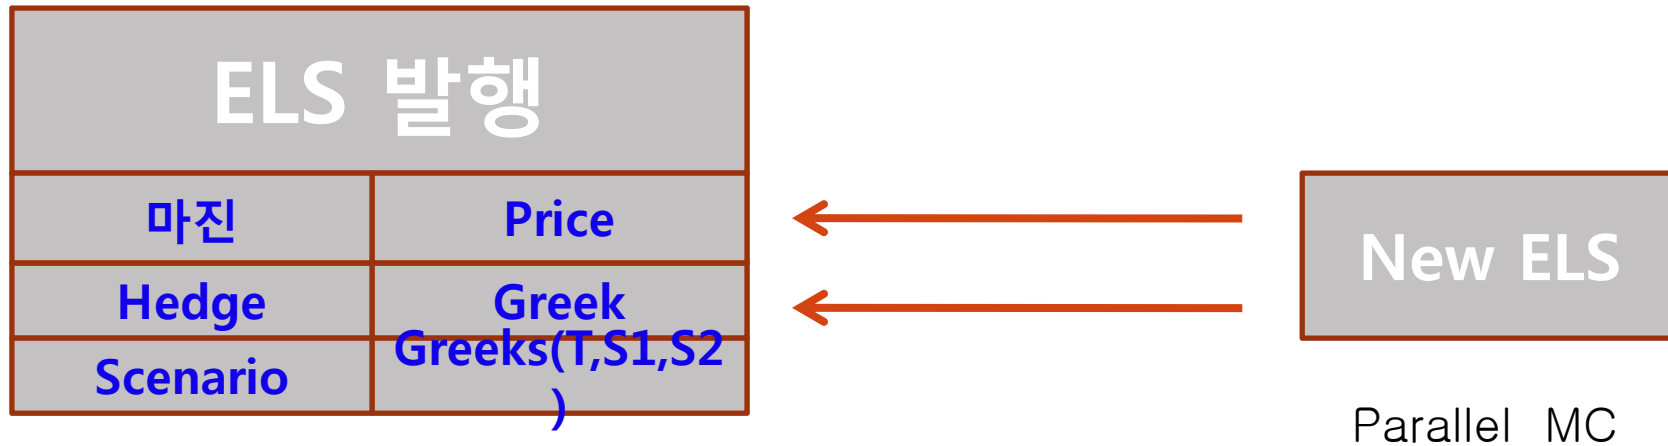 ELS 발행
마진 Price
Hedge Greek
Scenario Greeks(T,S1,S2
)
New ELS
Parallel MC